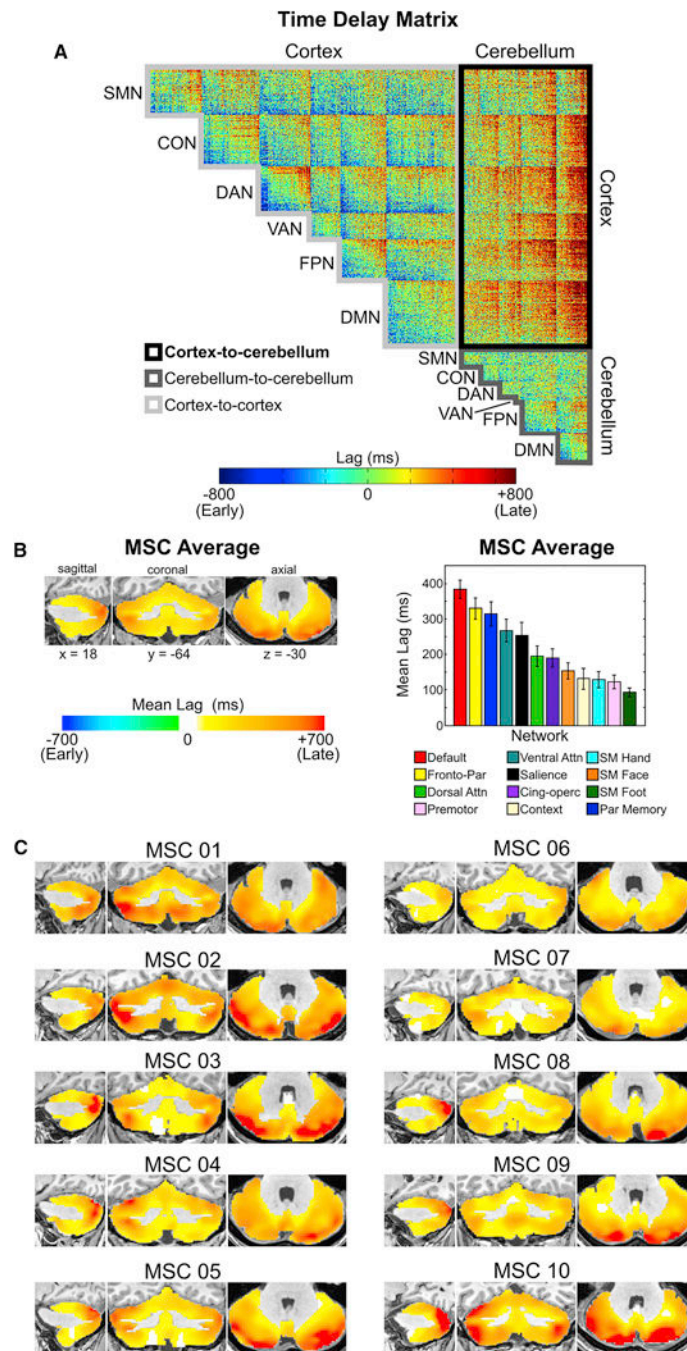 Time Delay Matrix
A
Cortex
Cerebellum
SMN
CON
DAN
VAN
FPN
DMN
Cortex
SMN
CON
DAN
VAN
FPN
DMN
Cerebellum
Cortex-to-cerebellum
Cerebellum-to-cerebellum
Cortex-to-cortex
Lag (ms)
-800 0 +800
(Early) (Late)
B
MSC Average
sagittal coronal axial
x = 18 y = -64 z = -30
Mean Lag (ms)
-700 0 +700
(Early) (Late)
MSC Average
Mean Lag (ms)
400
300
200
100
0
Network
Default Ventral Attn SM Hand
Fronto-Par Salience SM Face
Dorsal Attn Cing-operc SM Foot
Premotor Context Par Memory
C
MSC 01 MSC 06
MSC 02 MSC 07
MSC 03 MSC 08
MSC 04 MSC 09
MSC 05 MSC 10